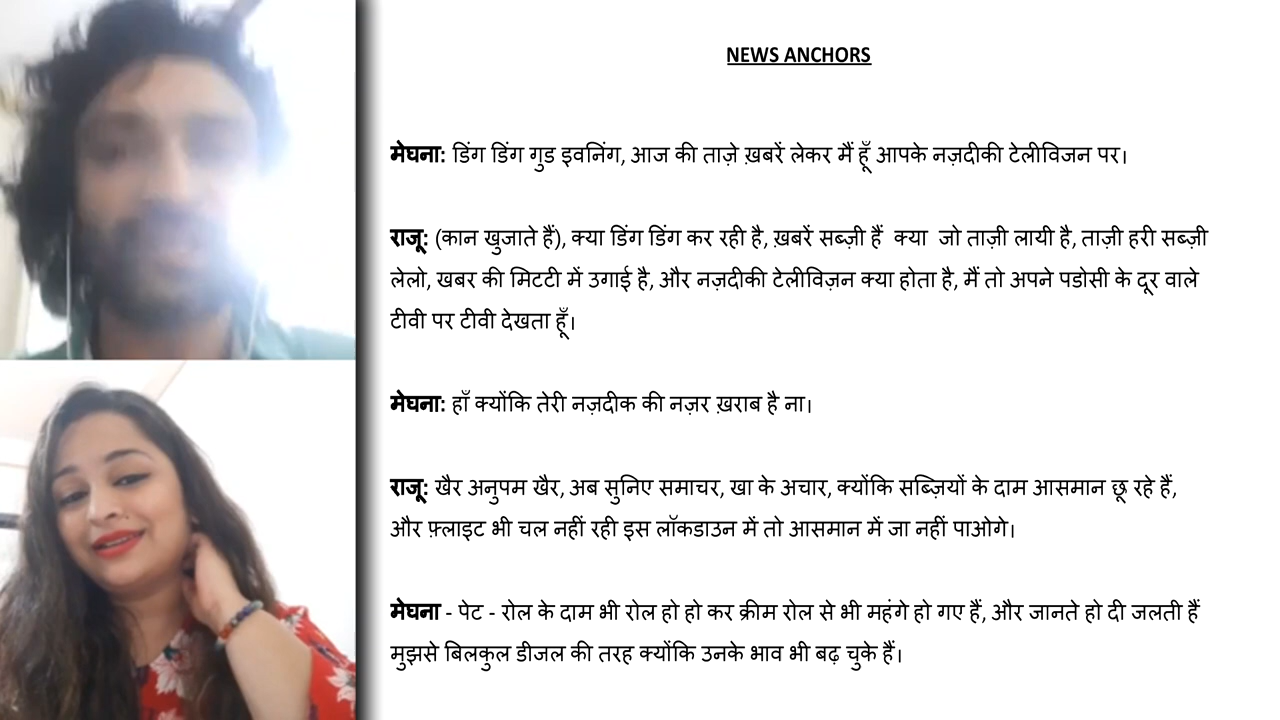 NEWS ANCHORS
मेघना: डिंग डिंग गुड इवनिंग, आज की ताज़े ख़बरें लेकर मैं हूँ आपके नज़दीकी टेलीविजन पर।
राजू: (कान खुजाते हैं), क्या डिंग डिंग कर रही है, ख़बरें सब्ज़ी हैं क्या जो ताज़ी लायी है, ताज़ी हरी सब्ज़ी
लेलो, खबर की मिटटी में उगाई है, और नज़दीकी टेलीविज़न क्या होता है, मैं तो अपने पडोसी के दूर वाले
टीवी पर टीवी देखता हूँ।
मेघना: हाँ क्योंकि तेरी नज़दीक की नज़र ख़राब है ना।
राजू: खैर अनुपम खैर, अब सुनिए समाचर, खा के अचार, क्योंकि सब्ज़ियों के दाम आसमान छू रहे हैं,
और फ़्लाइट भी चल नहीं रही इस लॉकडाउन में तो आसमान में जा नहीं पाओगे।
मेघना - पेट - रोल के दाम भी रोल हो हो कर क्रीम रोल से भी महंगे हो गए हैं, और जानते हो दी जलती हैं
मुझसे बिलकुल डीजल की तरह क्योंकि उनके भाव भी बढ़ चुके हैं।